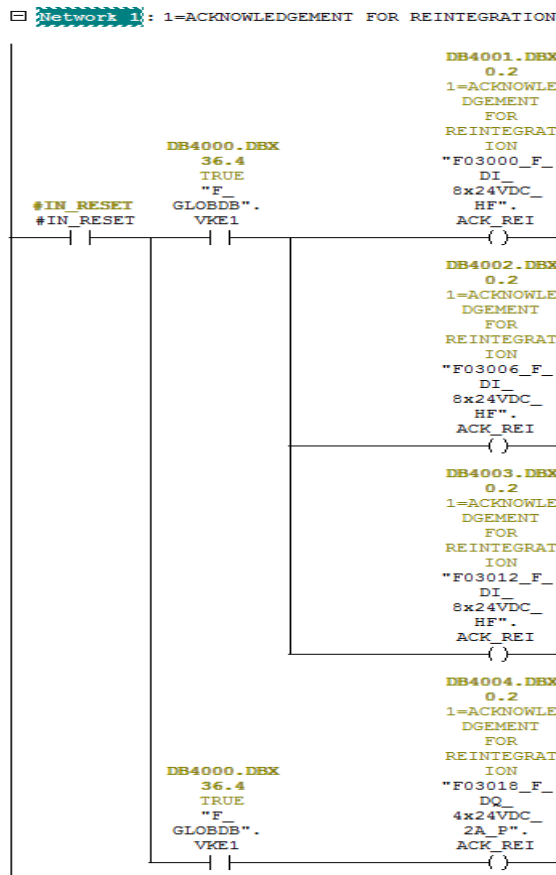 Network 1: 1=ACKNOWLEDGEMENT FOR REINTEGRATION
DB4001.DBX
0.2
1=ACKNOWLE
DGEMENT
FOR
REINTEGRAT
ION
"F03000_F_
DI_
8x24VDC_
HF".
ACK_REI
DB4000.DBX
36.4
TRUE
"F_
GLOBDB".
VKE1
#IN_RESET
#IN_RESET
DB4002.DBX
0.2
1=ACKNOWLE
DGEMENT
FOR
REINTEGRAT
ION
"F03006_F_
DI_
8x24VDC_
HF".
ACK_REI
DB4003.DBX
0.2
1=ACKNOWLE
DGEMENT
FOR
REINTEGRAT
ION
"F03012_F_
DI_
8x24VDC_
HF".
ACK_REI
DB4004.DBX
0.2
1=ACKNOWLE
DGEMENT
FOR
REINTEGRAT
ION
"F03018_F_
DQ_
4x24VDC_
2A_P".
ACK_REI
DB4000.DBX
36.4
TRUE
"F_
GLOBDB".
VKE1